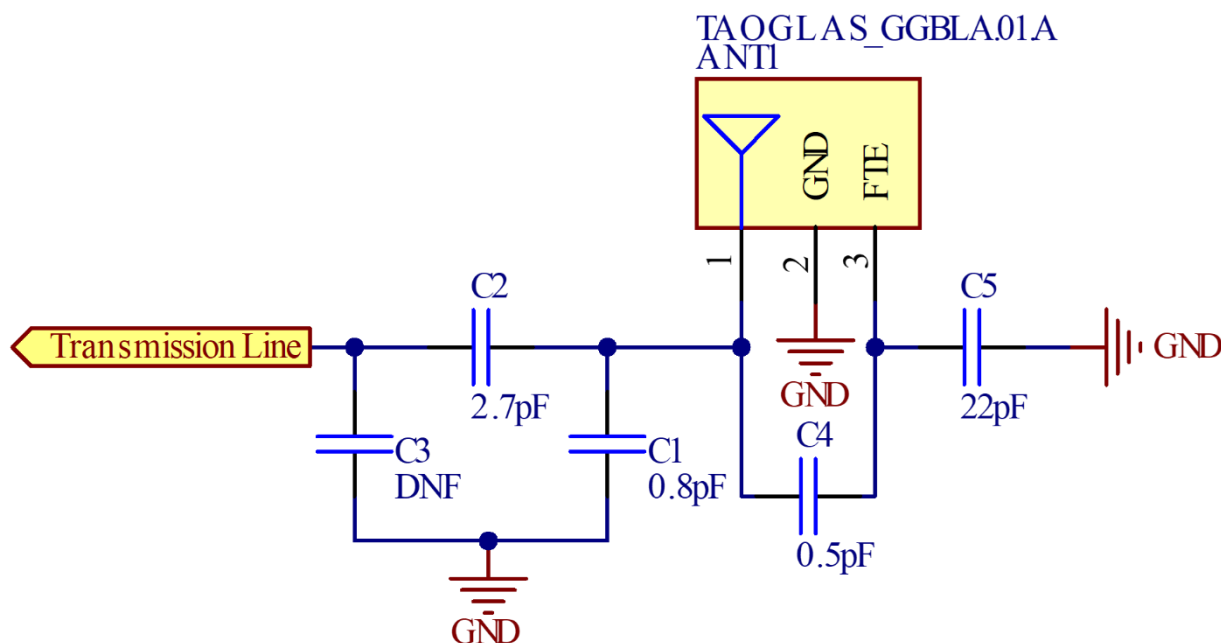 TAOGLAS_GGBLA.01.A
ANT1
GND
FTE
1
2
3
C2
2.7pF
Transmission Line
C3
DNF
C1
0.8pF
GND
C4
0.5pF
C5
22pF
GND
GND